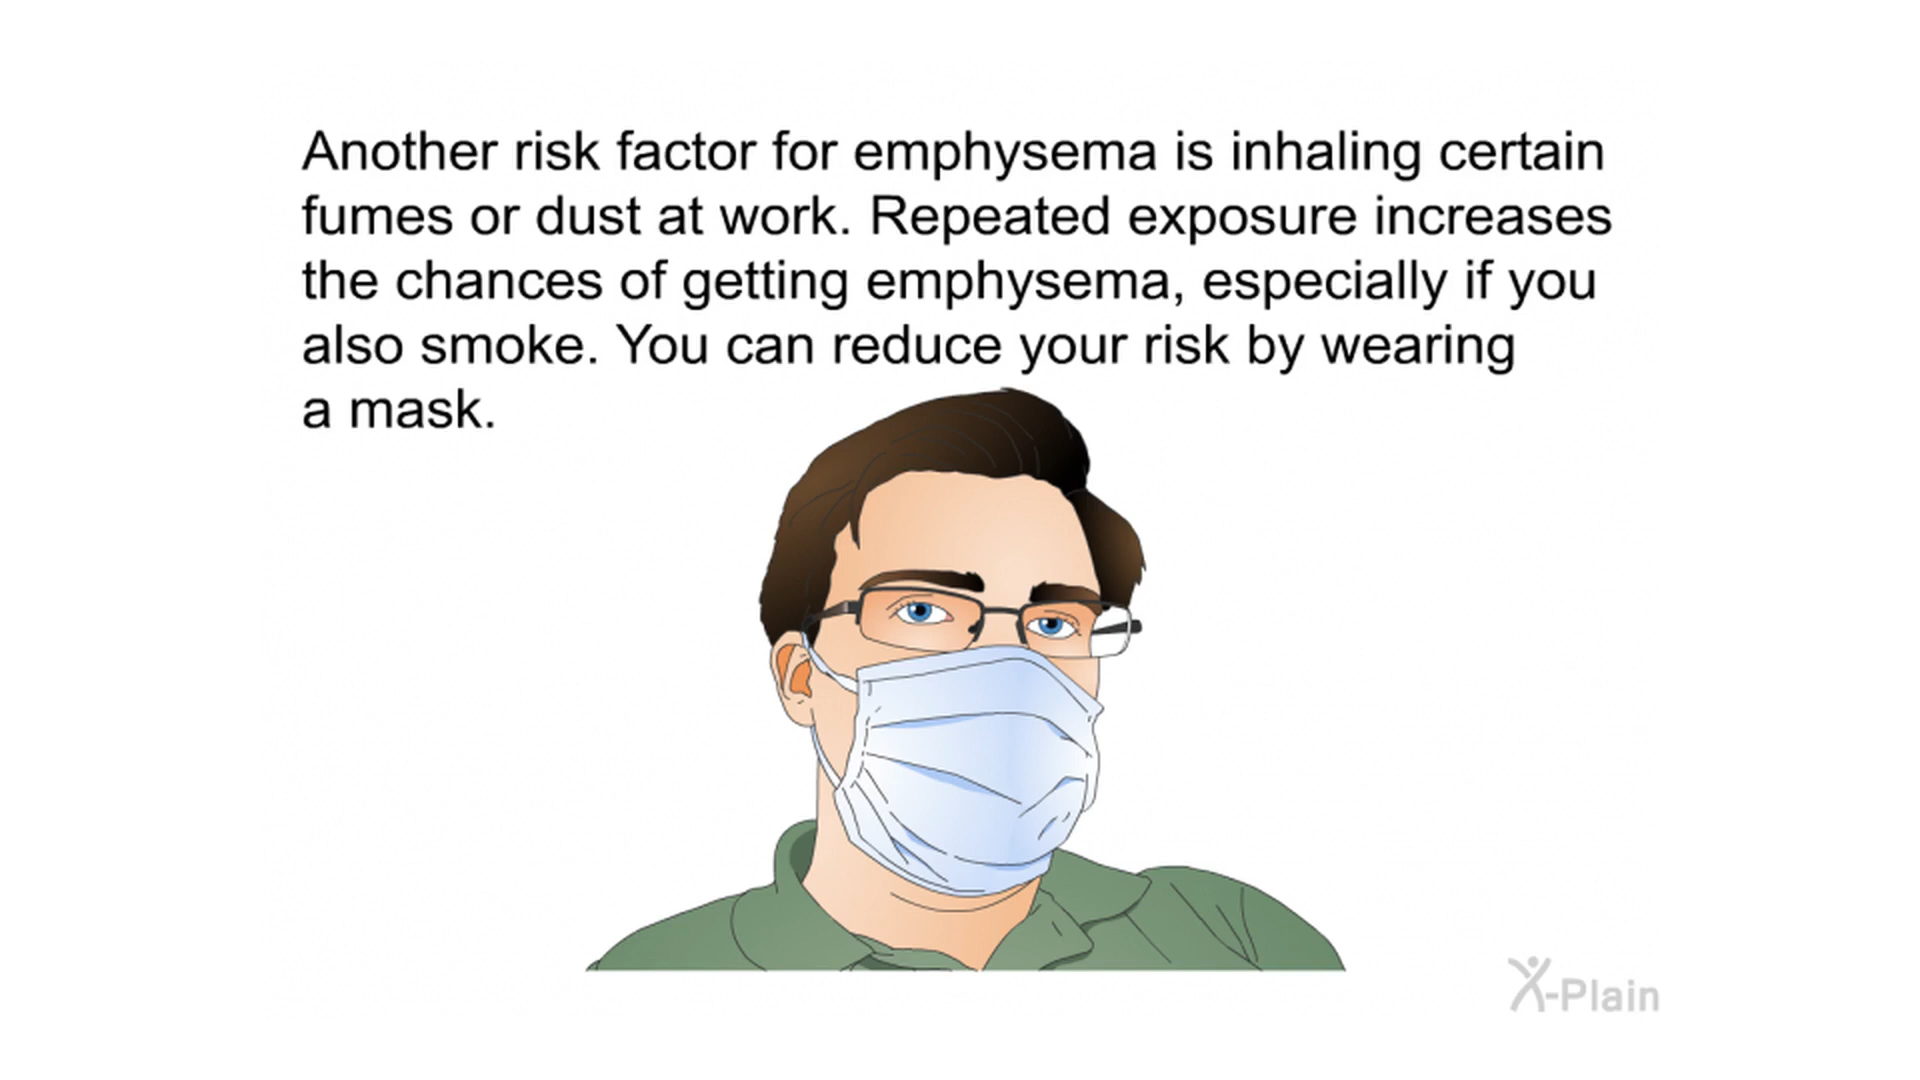 Another risk factor for emphysema is inhaling certain
fumes or dust at work. Repeated exposure increases
the chances of getting emphysema, especially if you
also smoke. You can reduce your risk by wearing
a mask.
X-Plain